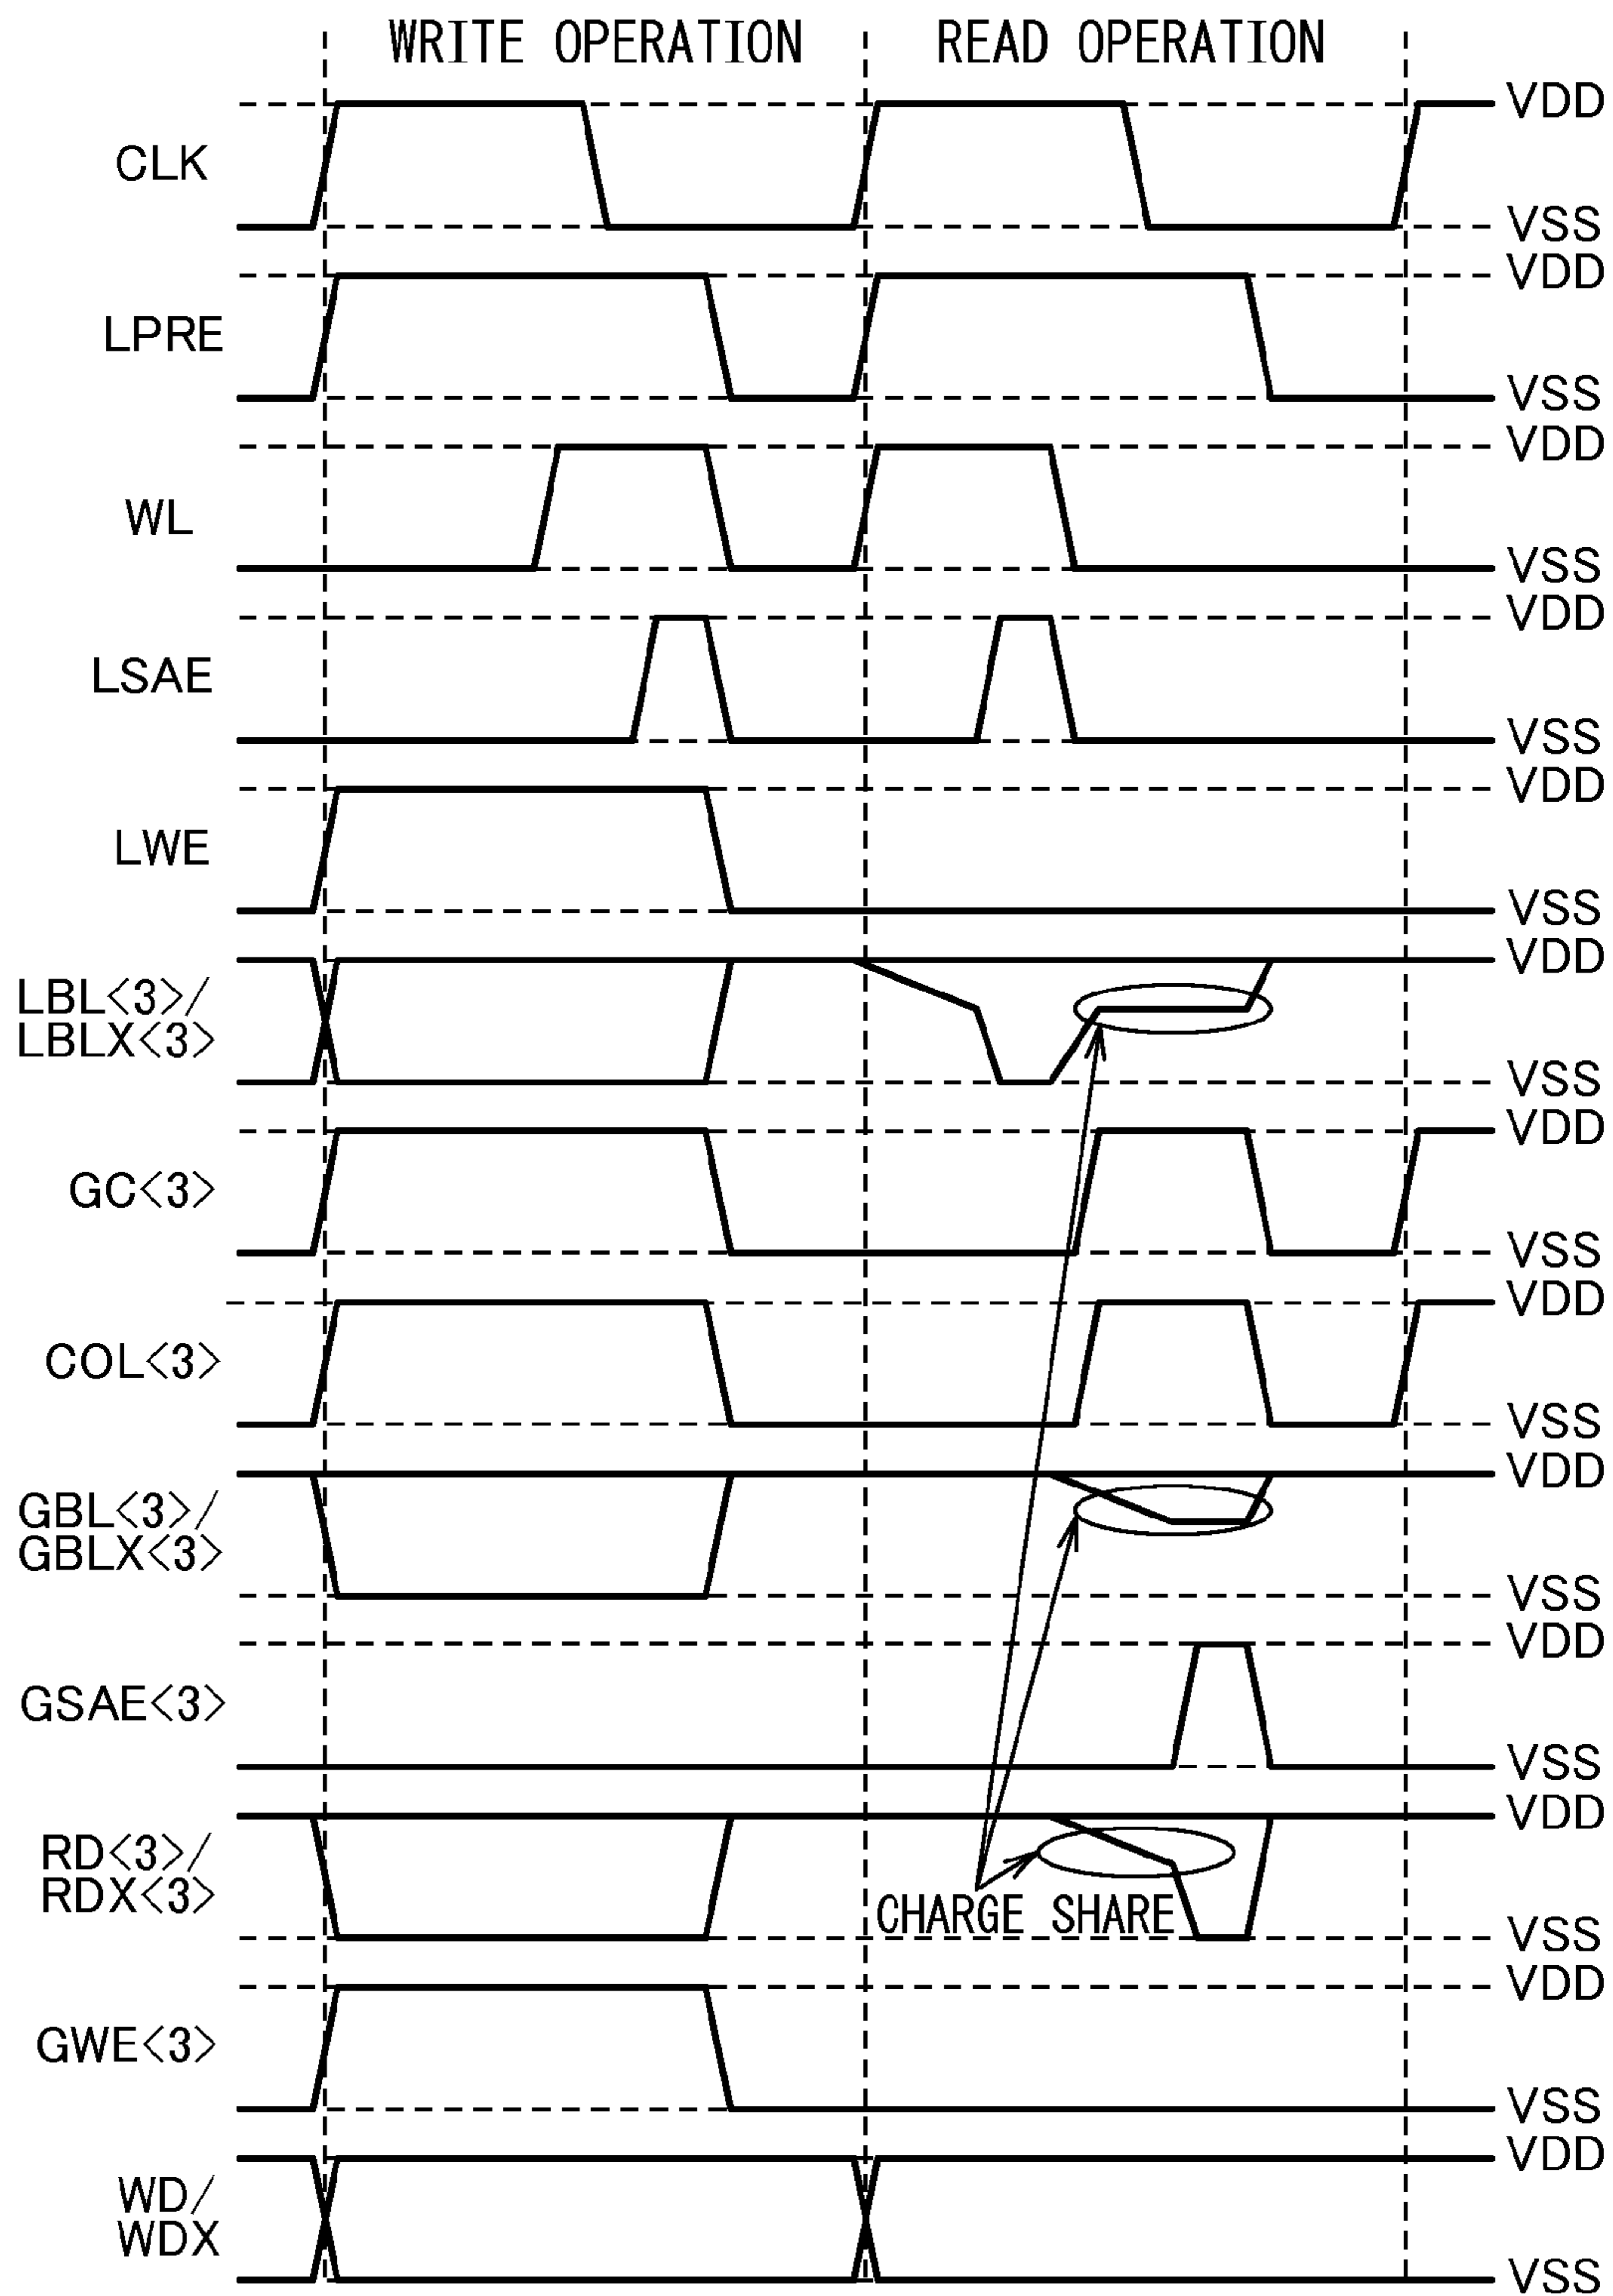 WRITE OPERATION READ OPERATION
VDD
CLK
VSS
VDD
LPRE
VSS
VDD
WL
VSS
VDD
LSAE
VSS
VDD
LWE
VSS
VDD
LBL<3>/
LBLX<3>
VSS
VDD
GC<3>
VSS
VDD
COL<3>
VSS
VDD
GBL<3>/
GBLX<3>
VSS
VDD
GSAE<3>
VSS
VDD
RD<3>/
RDX<3>
CHARGE SHARE
VSS
VDD
GWE<3>
VSS
VDD
WD/
WDX
VSS